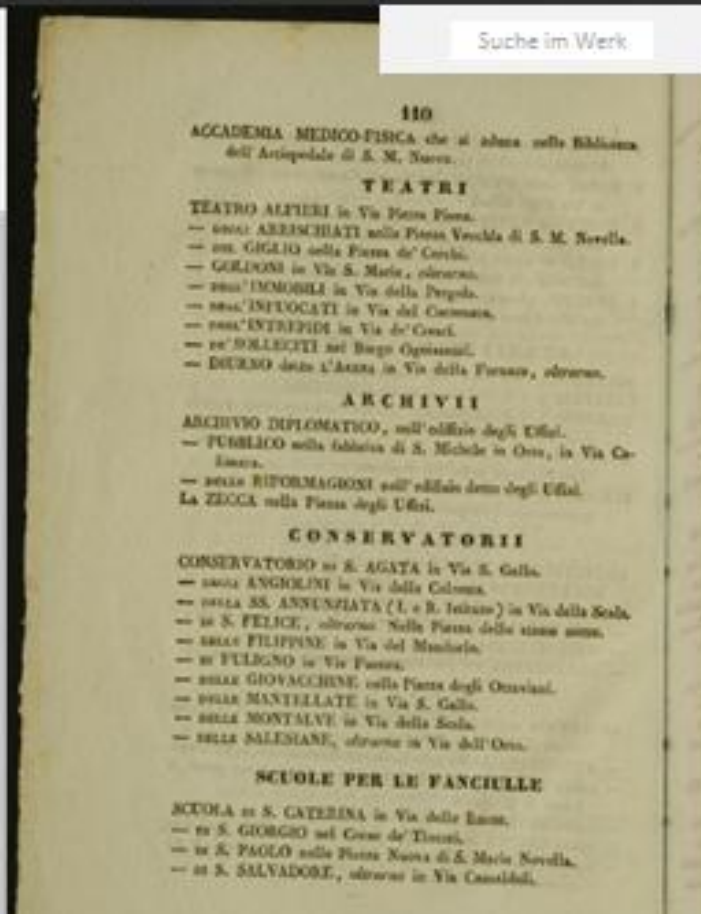 Suche im Werk
110
ACCADEMIA MEDICO-FISICA che si aduna nella Biblioteca
dell'Arcispedale di S. M. Nuova.
TEATRI
TEATRO ALFIERI in Via Pietra Piana.
— DEGLI ARRISCHIATI nella Piazza Vecchia di S. M. Novella.
— DEL GIGLIO nella Piazza de' Cerchi.
— GOLDONI in Via S. Maria, oltrarno.
— DELL'IMMOBILI in Via della Pergola.
— DELL'INFUOCATI in Via del Cocomero.
— DELL'INTREPIDI in Via de'
— DE' SOLLECITI nel Borgo Ognissanti.
— DIURNO detto L'ARENA in Via della Fornace, oltrarno.
ARCHIVII
ARCHIVIO DIPLOMATICO, nell'edifizio degli Uffizi.
— PUBBLICO nella fabbrica di S. Michele in Orto, in Via Ca-
limara.
— DELLE RIFORMAGIONI nell'edifizio detto degli Uffizi.
LA ZECCA nella Piazza degli Uffizi.
CONSERVATORII
CONSERVATORIO DI S. AGATA in Via S. Gallo.
— DEGLI ANGIOLINI in Via della Colonna.
— DELLA SS. ANNUNZIATA (I. e R. Istituto) in Via della Scala.
— DI S. FELICE, oltrarno Nella Piazza dello stesso nome.
— DELLE FILIPPINE in Via del Mandorlo.
— DI FULIGNO in Via Faenza.
— DELLE GIOVACCHINE nella Piazza degli Ottaviani.
— DELLE MANTELLATE in Via S. Gallo.
— DELLE MONTALVE in Via della Scala.
— DELLE SALESIANE, oltrarno in Via dell'Orto.
SCUOLE PER LE FANCIULLE
SCUOLA DI S. CATERINA in Via delle
— DI S. GIORGIO nel Corso de' Tintori.
— DI S. PAOLO nella Piazza Nuova di S. Maria Novella.
— DI S. SALVADORE, oltrarno in Via Camaldoli.